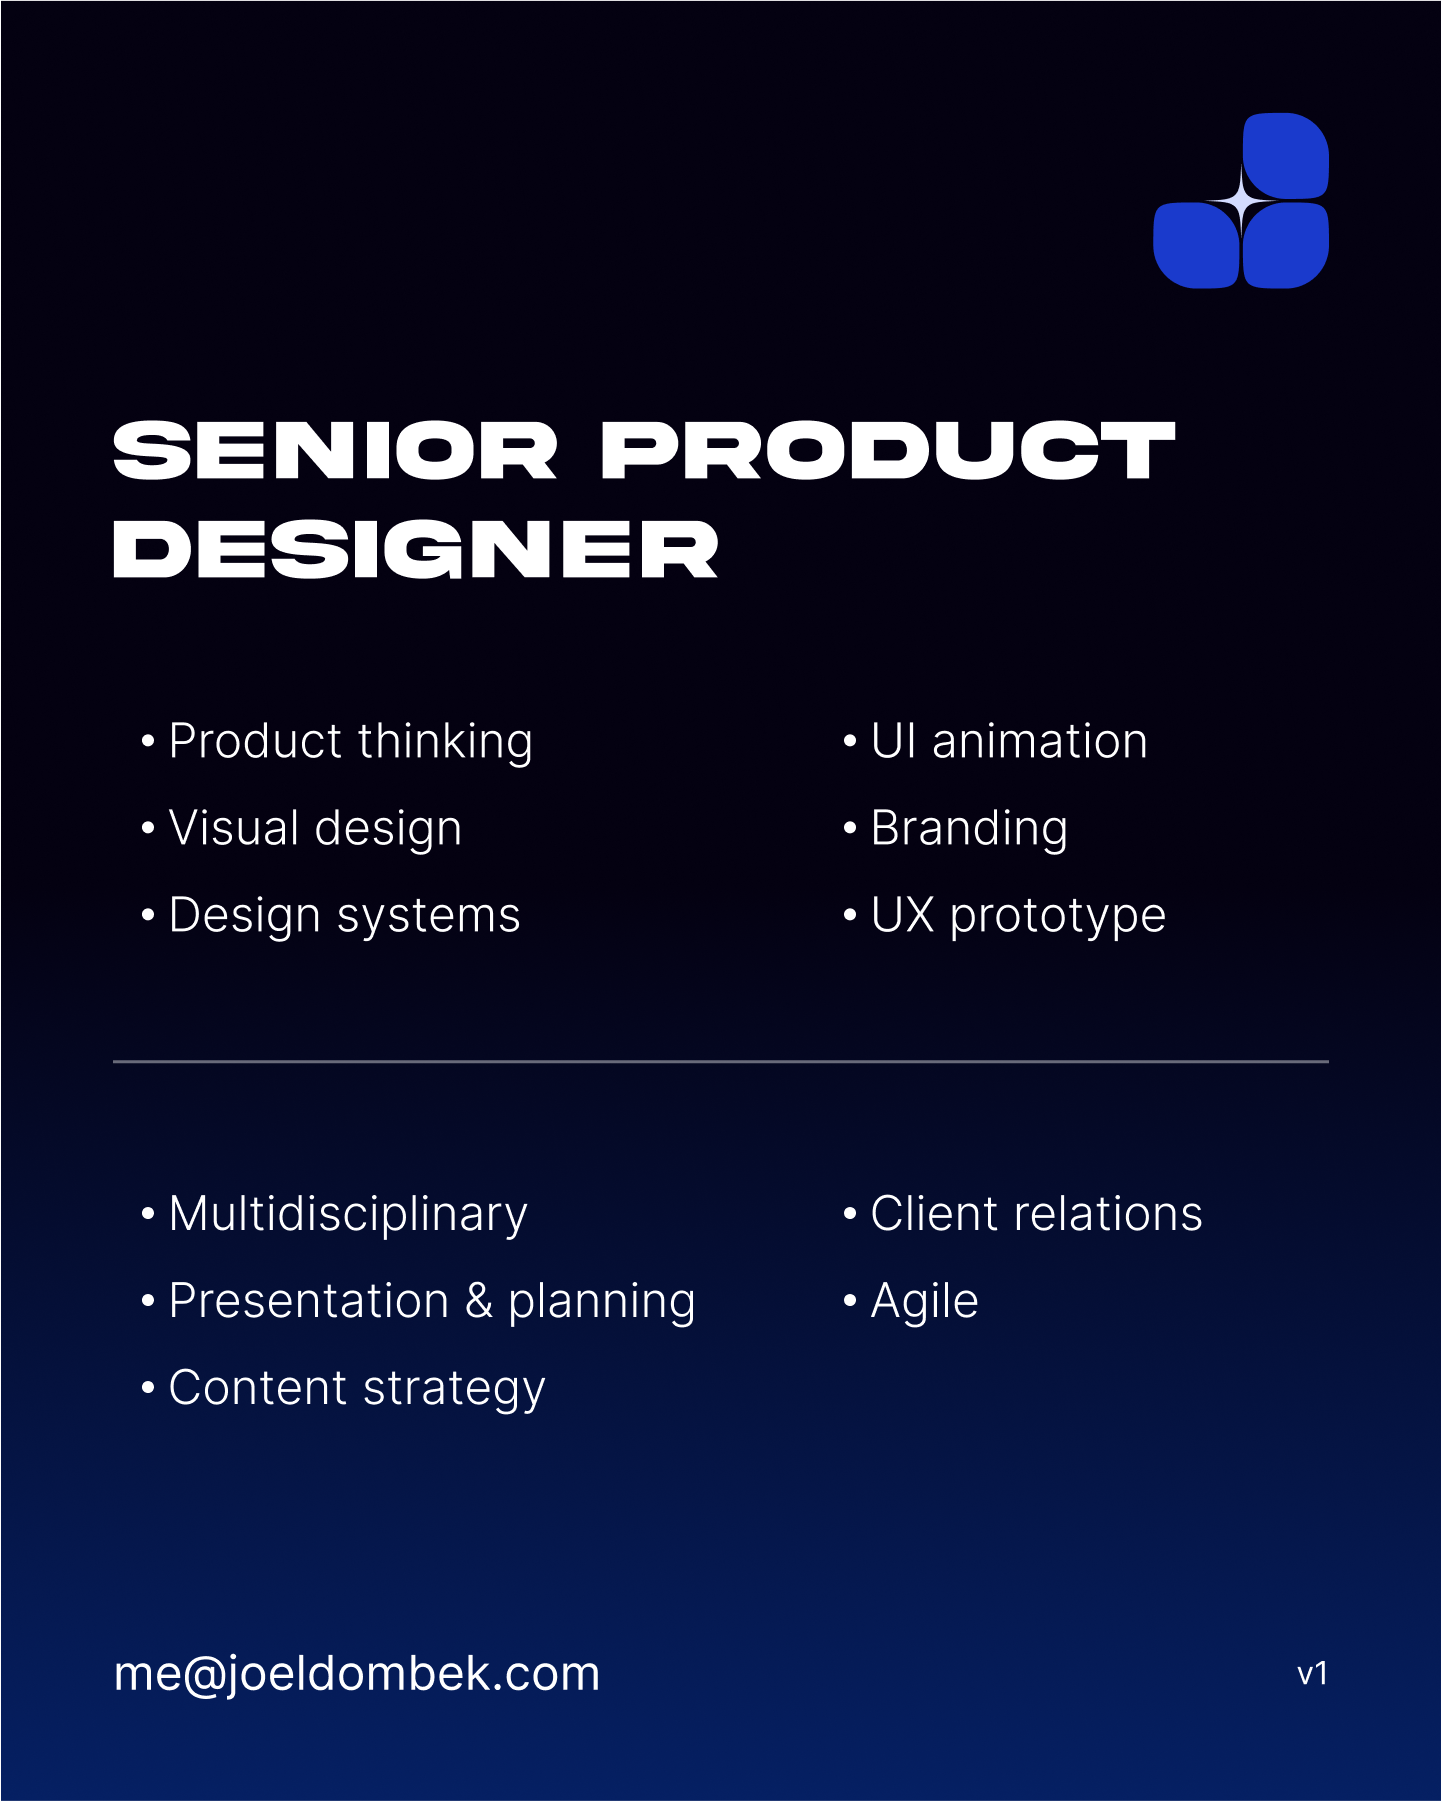 SENIOR PRODUCT
DESIGNER
• Product thinking
• Visual design
• Design systems
• UI animation
• Branding
• UX prototype
• Multidisciplinary
• Presentation & planning
• Content strategy
• Client relations
• Agile
me@joeldombek.com
v1